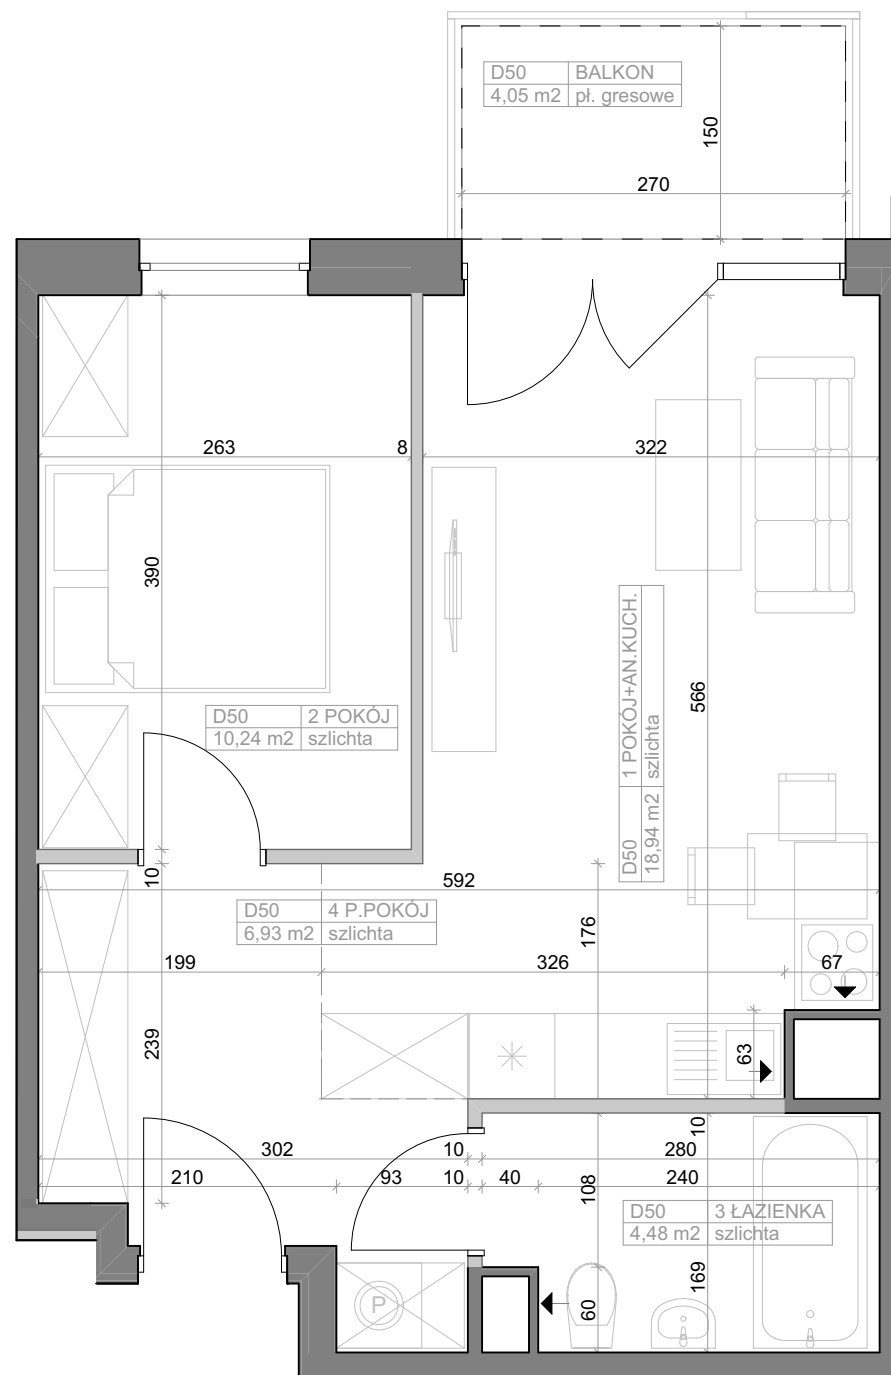 D50 BALKON
4,05 m2 pł. gresowe
150
270
263
8
322
390
566
D50 2 POKÓJ
10,24 m2 szlichta
D50 1 POKÓJ+AN.KUCH.
18,94 m2 szlichta
10
592
D50 4 P.POKÓJ
6,93 m2 szlichta
176
199
326
67
239
63
10
302
10
280
210
93
10
40
240
108
D50 3 ŁAZIENKA
4,48 m2 szlichta
169
60
P